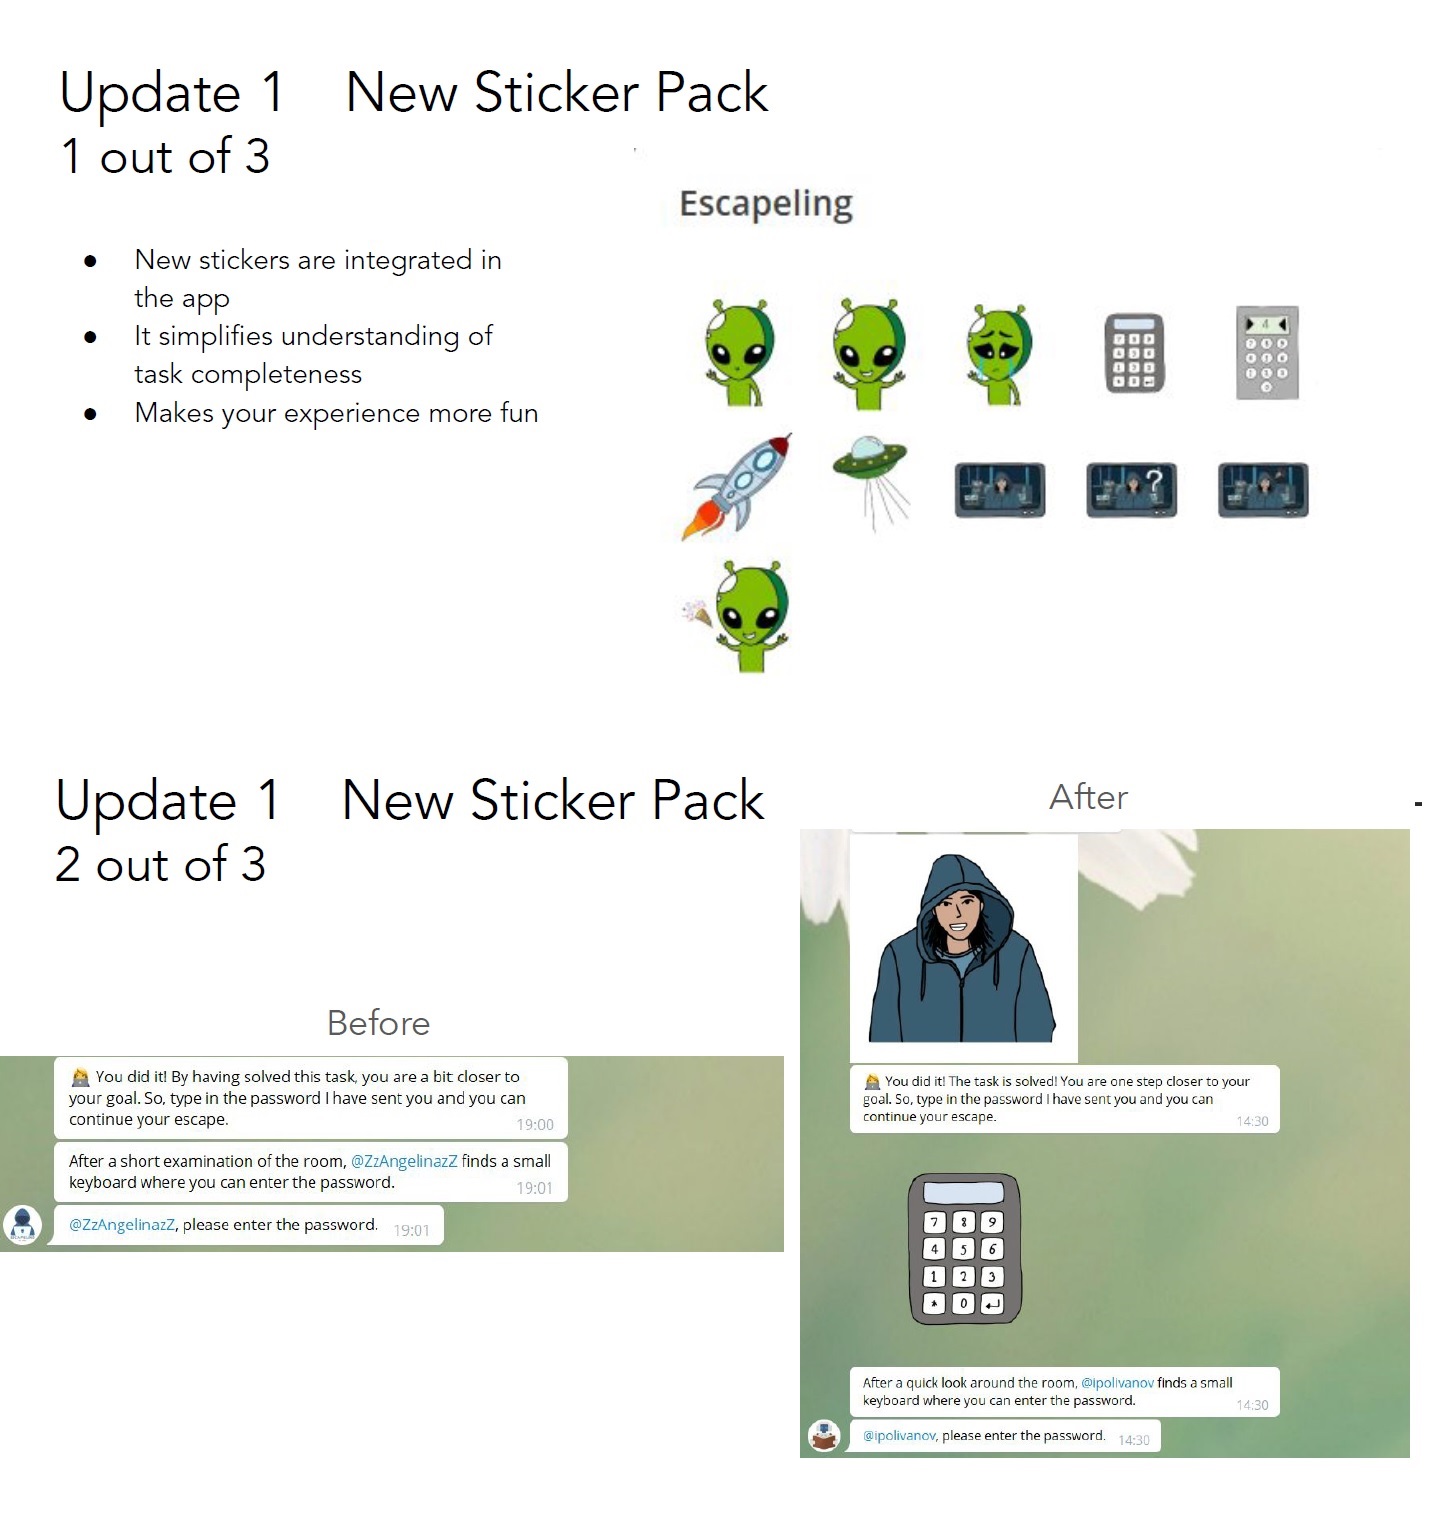 Update 1 New Sticker Pack
1 out of 3
Escapeling
● New stickers are integrated in
the app
● It simplifies understanding of
task completeness
● Makes your experience more fun
4
?
Update 1 New Sticker Pack
2 out of 3
Before
You did it! By having solved this task, you are a bit closer to
your goal. So, type in the password I have sent you and you can
continue your escape.
19:00
After a short examination of the room, @ZzAngelinazZ finds a small
keyboard where you can enter the password.
19:01
@ZzAngelinazZ, please enter the password. 19:01
After
You did it! The task is solved! You are one step closer to your
goal. So, type in the password I have sent you and you can
continue your escape.
14:30
7 8 9
4 5 6
1 2 3
* 0 ↵
After a quick look around the room, @ipolivanov finds a small
keyboard where you can enter the password.
14:30
@ipolivanov, please enter the password. 14:30